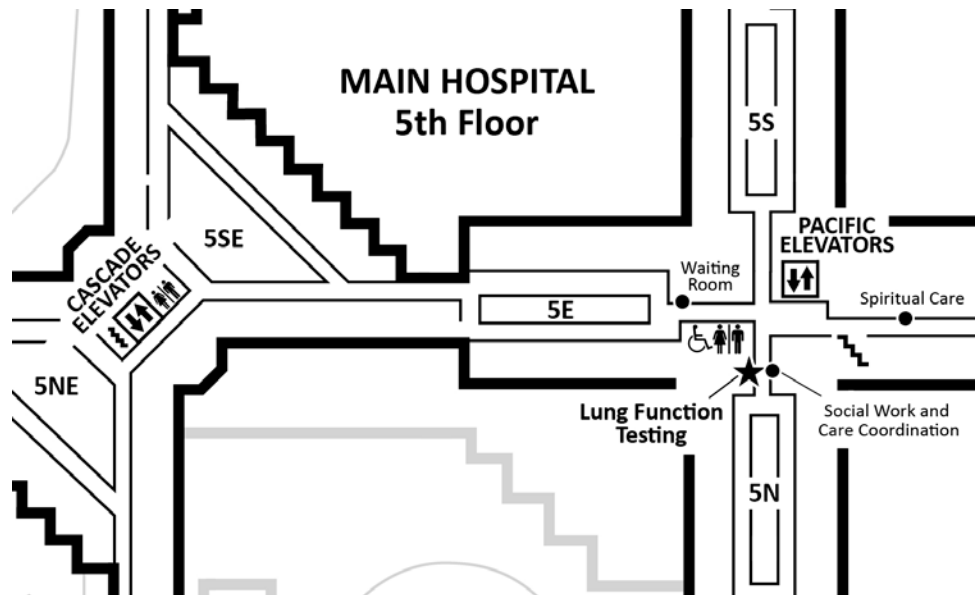 MAIN HOSPITAL
5th Floor
5S
5SE
PACIFIC
ELEVATORS
CASCADE
ELEVATORS
Waiting
Room
Spiritual Care
5E
5NE
Lung Function
Testing
Social Work and
Care Coordination
5N